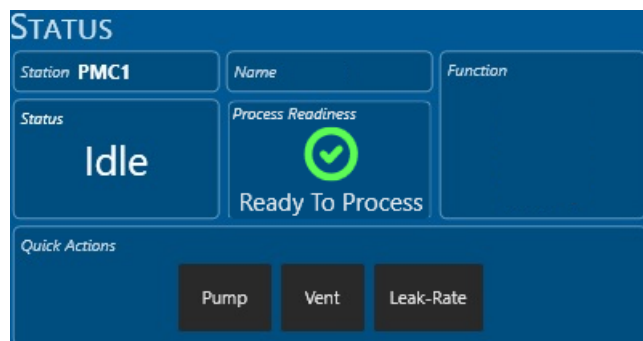 STATUS
Station PMC1
Name
Function
Status
Idle
Process Readiness
Ready To Process
Quick Actions
Pump
Vent
Leak-Rate